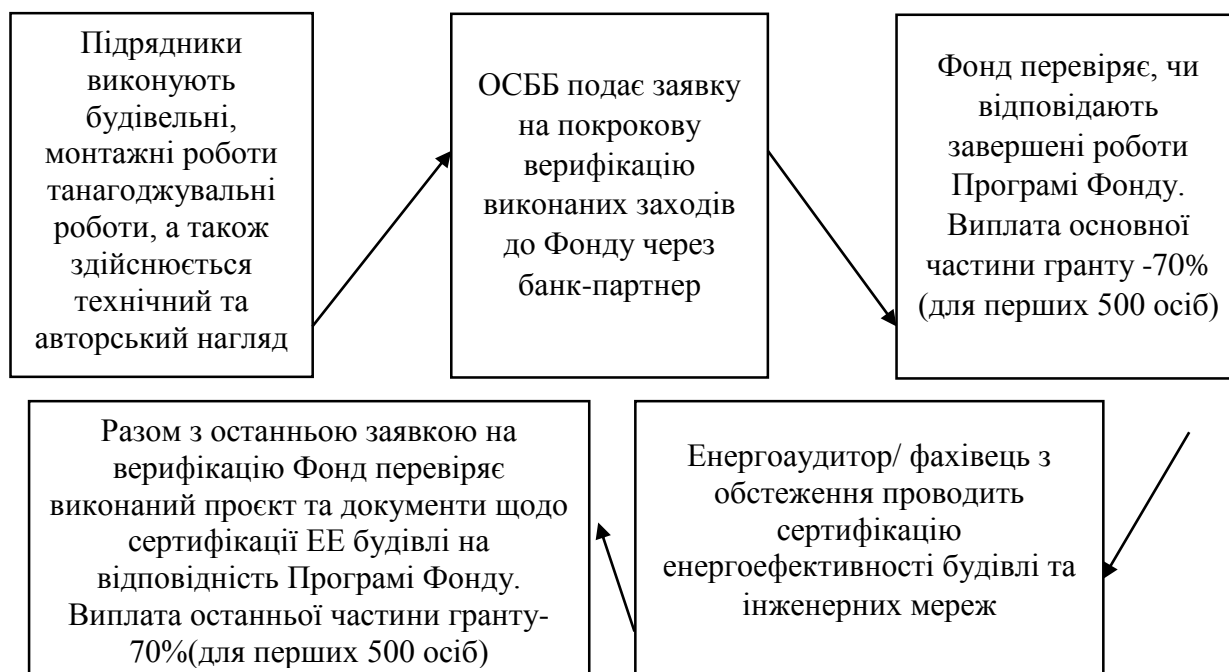 Підрядники
виконують
будівельні,
монтажні роботи
танагоджувальні
роботи, а також
здійснюється
технічний та
авторський нагляд
ОСББ подає заявку
на покрокову
верифікацію
виконаних заходів
до Фонду через
банк-партнер
Фонд перевіряє, чи
відповідають
завершені роботи
Програмі Фонду.
Виплата основної
частини гранту -70%
(для перших 500 осіб)
Енергоаудитор/ фахівець з
обстеження проводить
сертифікацію
енергоефективності будівлі та
інженерних мереж
Разом з останньою заявкою на
верифікацію Фонд перевіряє
виконаний проєкт та документи щодо
сертифікації ЕЕ будівлі на
відповідність Програмі Фонду.
Виплата останньої частини гранту-
70%(для перших 500 осіб)